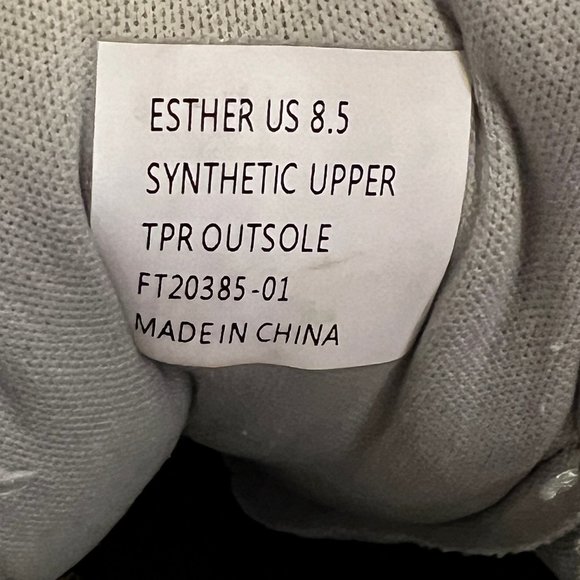 ESTHER US 8.5
SYNTHETIC UPPER
TPR OUTSOLE
FT20385-01
MADE IN CHINA